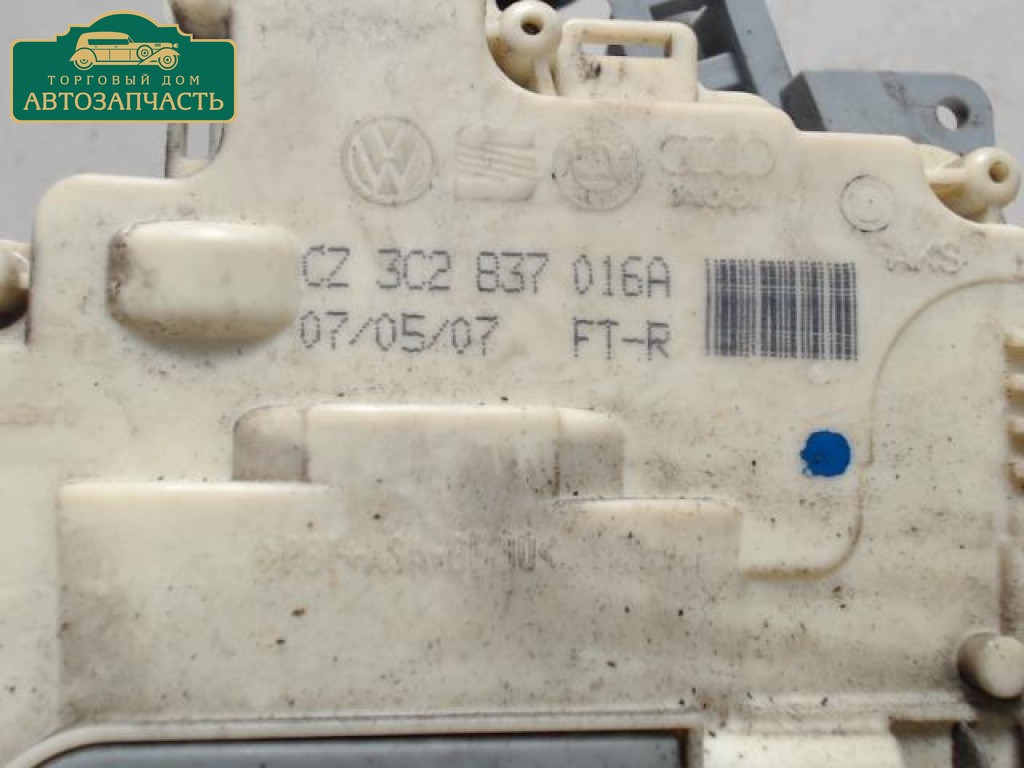 ТОРГОВЫЙ ДОМ
АВТОЗАПЧАСТЬ
CZ 3C2 837 016A
07/05/07 FT-R